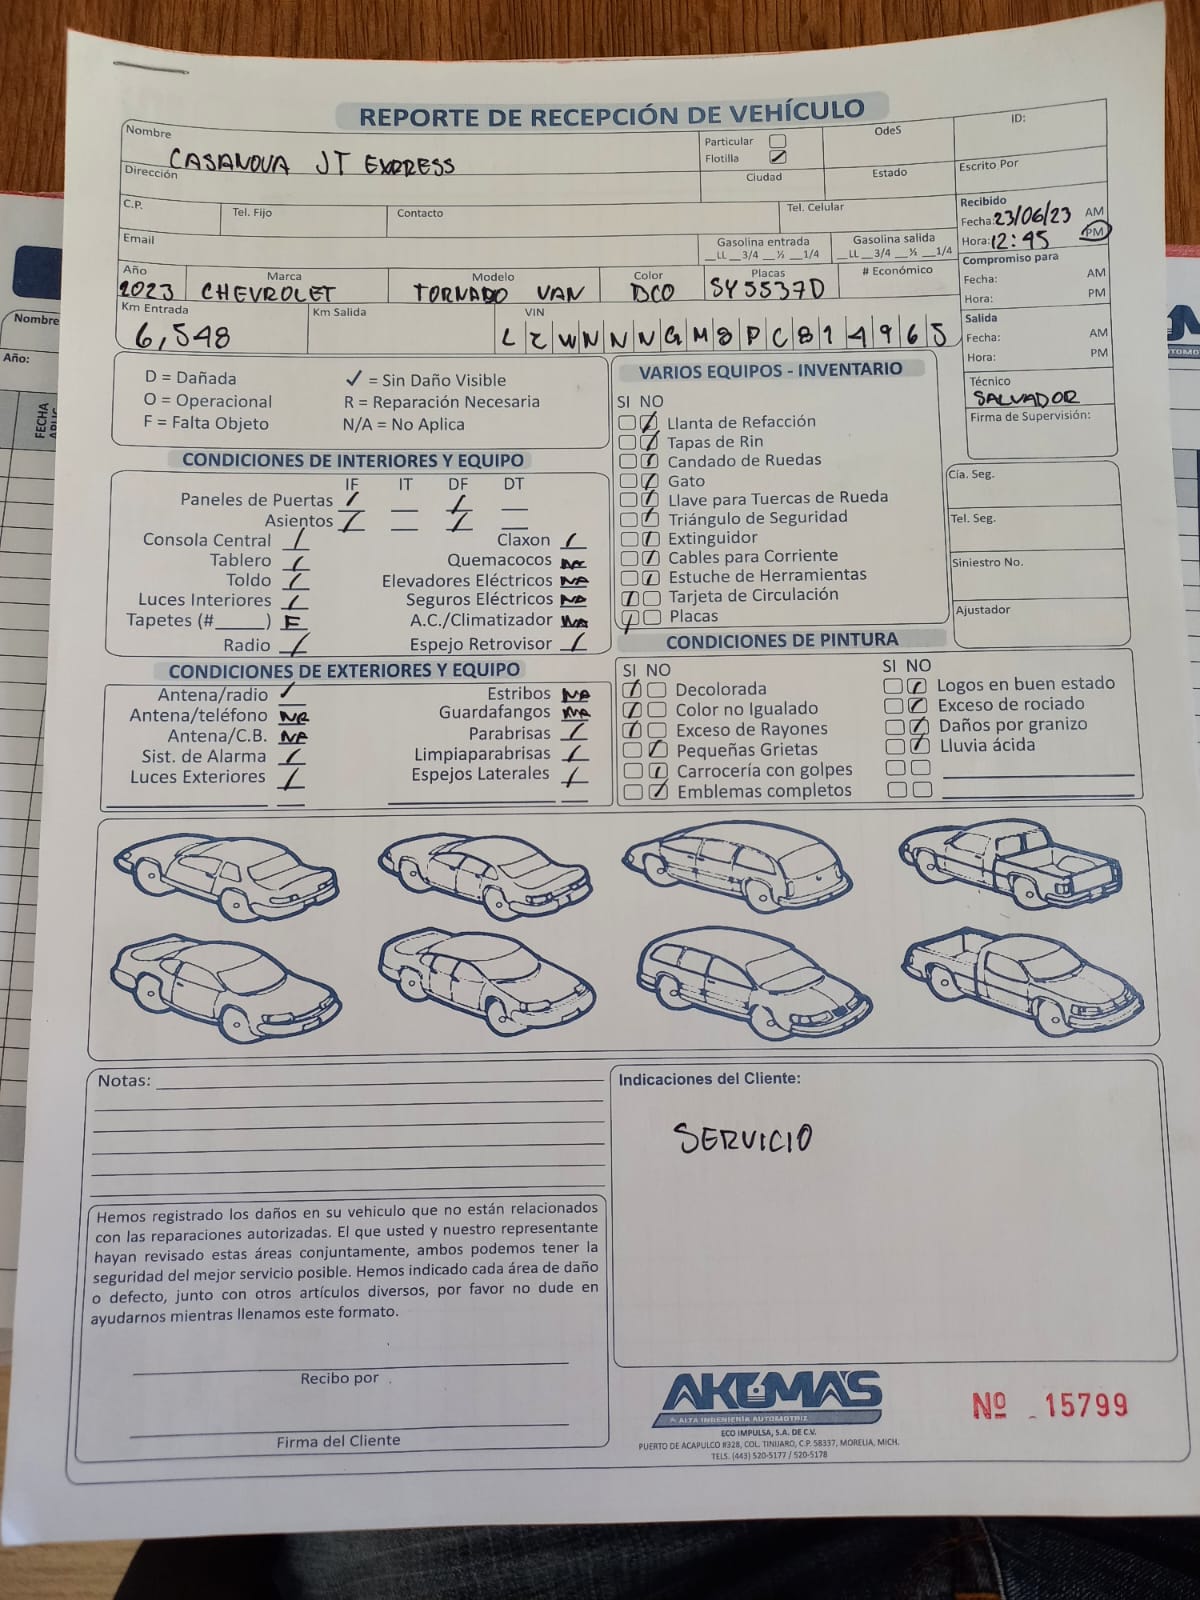 REPORTE DE RECEPCIÓN DE VEHÍCULO
Nombre
CASANOVA JT EXPRESS
Particular
Flotilla ✓
OdeS
ID:
Dirección
Ciudad
Estado
Escrito Por
C.P.
Tel. Fijo
Contacto
Tel. Celular
Recibido
Fecha: 23/06/23 AM
Hora: 12:45 PM
Email
Gasolina entrada
__LL __3/4 __½ __1/4
Gasolina salida
__LL __3/4 __½ __1/4
Compromiso para
Fecha: AM
Hora: PM
Año
2023
Marca
CHEVROLET
Modelo
TORNADO VAN
Color
DCO
Placas
SY5537D
# Económico
Km Entrada
6,548
Km Salida
VIN
LZWNNNGM8PC814965
Salida
Fecha: AM
Hora: PM
Técnico
SALVADOR
Firma de Supervisión:
D = Dañada
O = Operacional
F = Falta Objeto
✓ = Sin Daño Visible
R = Reparación Necesaria
N/A = No Aplica
VARIOS EQUIPOS - INVENTARIO
SI NO
Llanta de Refacción
Tapas de Rin
Candado de Ruedas
Gato
Llave para Tuercas de Rueda
Triángulo de Seguridad
Extinguidor
Cables para Corriente
Estuche de Herramientas
Tarjeta de Circulación
Placas
Cía. Seg.
Tel. Seg.
Siniestro No.
Ajustador
CONDICIONES DE INTERIORES Y EQUIPO
IF IT DF DT
Paneles de Puertas
Asientos
Consola Central
Tablero
Toldo
Luces Interiores
Tapetes (#_____) F
Radio
Claxon
Quemacocos NA
Elevadores Eléctricos NA
Seguros Eléctricos NA
A.C./Climatizador NA
Espejo Retrovisor
CONDICIONES DE EXTERIORES Y EQUIPO
Antena/radio
Antena/teléfono NA
Antena/C.B. NA
Sist. de Alarma
Luces Exteriores
Estribos NA
Guardafangos NA
Parabrisas
Limpiaparabrisas
Espejos Laterales
CONDICIONES DE PINTURA
SI NO
Decolorada
Color no Igualado
Exceso de Rayones
Pequeñas Grietas
Carrocería con golpes
Emblemas completos
SI NO
Logos en buen estado
Exceso de rociado
Daños por granizo
Lluvia ácida
Notas:
Indicaciones del Cliente:
SERVICIO
Hemos registrado los daños en su vehiculo que no están relacionados
con las reparaciones autorizadas. El que usted y nuestro representante
hayan revisado estas áreas conjuntamente, ambos podemos tener la
seguridad del mejor servicio posible. Hemos indicado cada área de daño
o defecto, junto con otros artículos diversos, por favor no dude en
ayudarnos mientras llenamos este formato.
Recibo por
Firma del Cliente
AKUMA'S
ALTA INGENIERÍA AUTOMOTRIZ
ECO IMPULSA, S.A. DE C.V.
PUERTO DE ACAPULCO #328, COL. TINIJARO, C.P. 58337, MORELIA, MICH.
TELS. (443) 520-5177 / 520-5178
Nº 15799
Nombre
Año:
FECHA